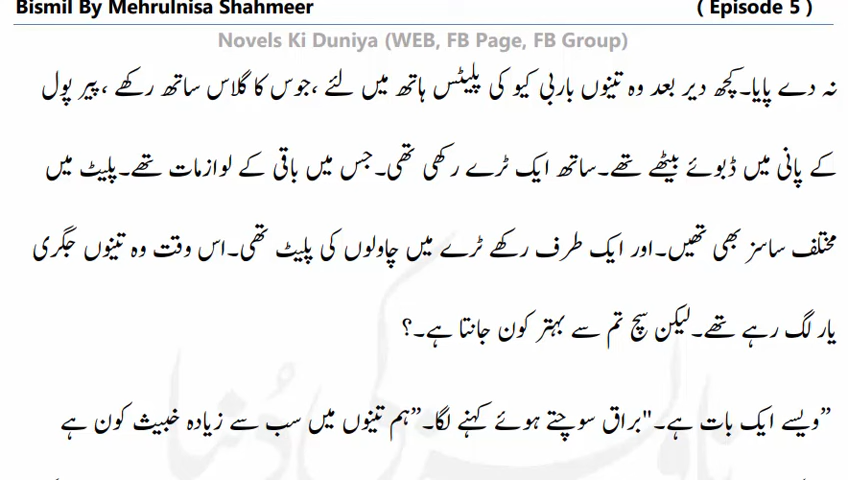 Bismil By Mehrulnisa Shahmeer ( Episode 5 )
Novels Ki Duniya (WEB, FB Page, FB Group)
نہ دے پایا۔کچھ دیر بعد وہ تینوں باربی کیو کی پلیٹس ہاتھ میں لئے ،جوس کا گلاس ساتھ رکھے ،پیر پول
کے پانی میں ڈبوئے بیٹھے تھے۔ساتھ ایک ٹرے رکھی تھی۔جس میں باقی کے لوازمات تھے۔پلیٹ میں
مختلف ساسز بھی تھیں۔اور ایک طرف رکھے ٹرے میں چاولوں کی پلیٹ تھی۔اس وقت وہ تینوں جگری
یار لگ رہے تھے۔لیکن سچ تم سے بہتر کون جانتا ہے۔؟
”ویسے ایک بات ہے۔"براق سوچتے ہوئے کہنے لگا۔”ہم تینوں میں سب سے زیادہ خبیث کون ہے